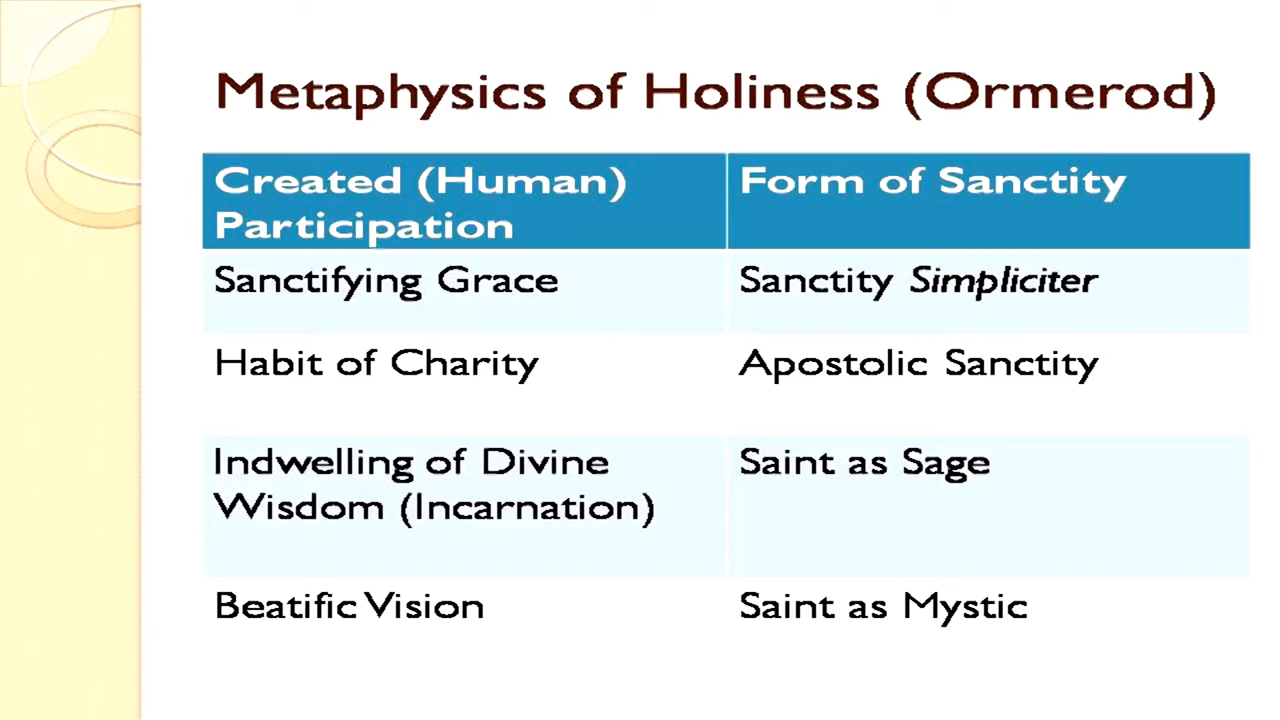 Metaphysics of Holiness (Ormerod)
Created (Human) Participation
Form of Sanctity
Sanctifying Grace
Sanctity Simpliciter
Habit of Charity
Apostolic Sanctity
Indwelling of Divine
Wisdom (Incarnation)
Saint as Sage
Beatific Vision
Saint as Mystic